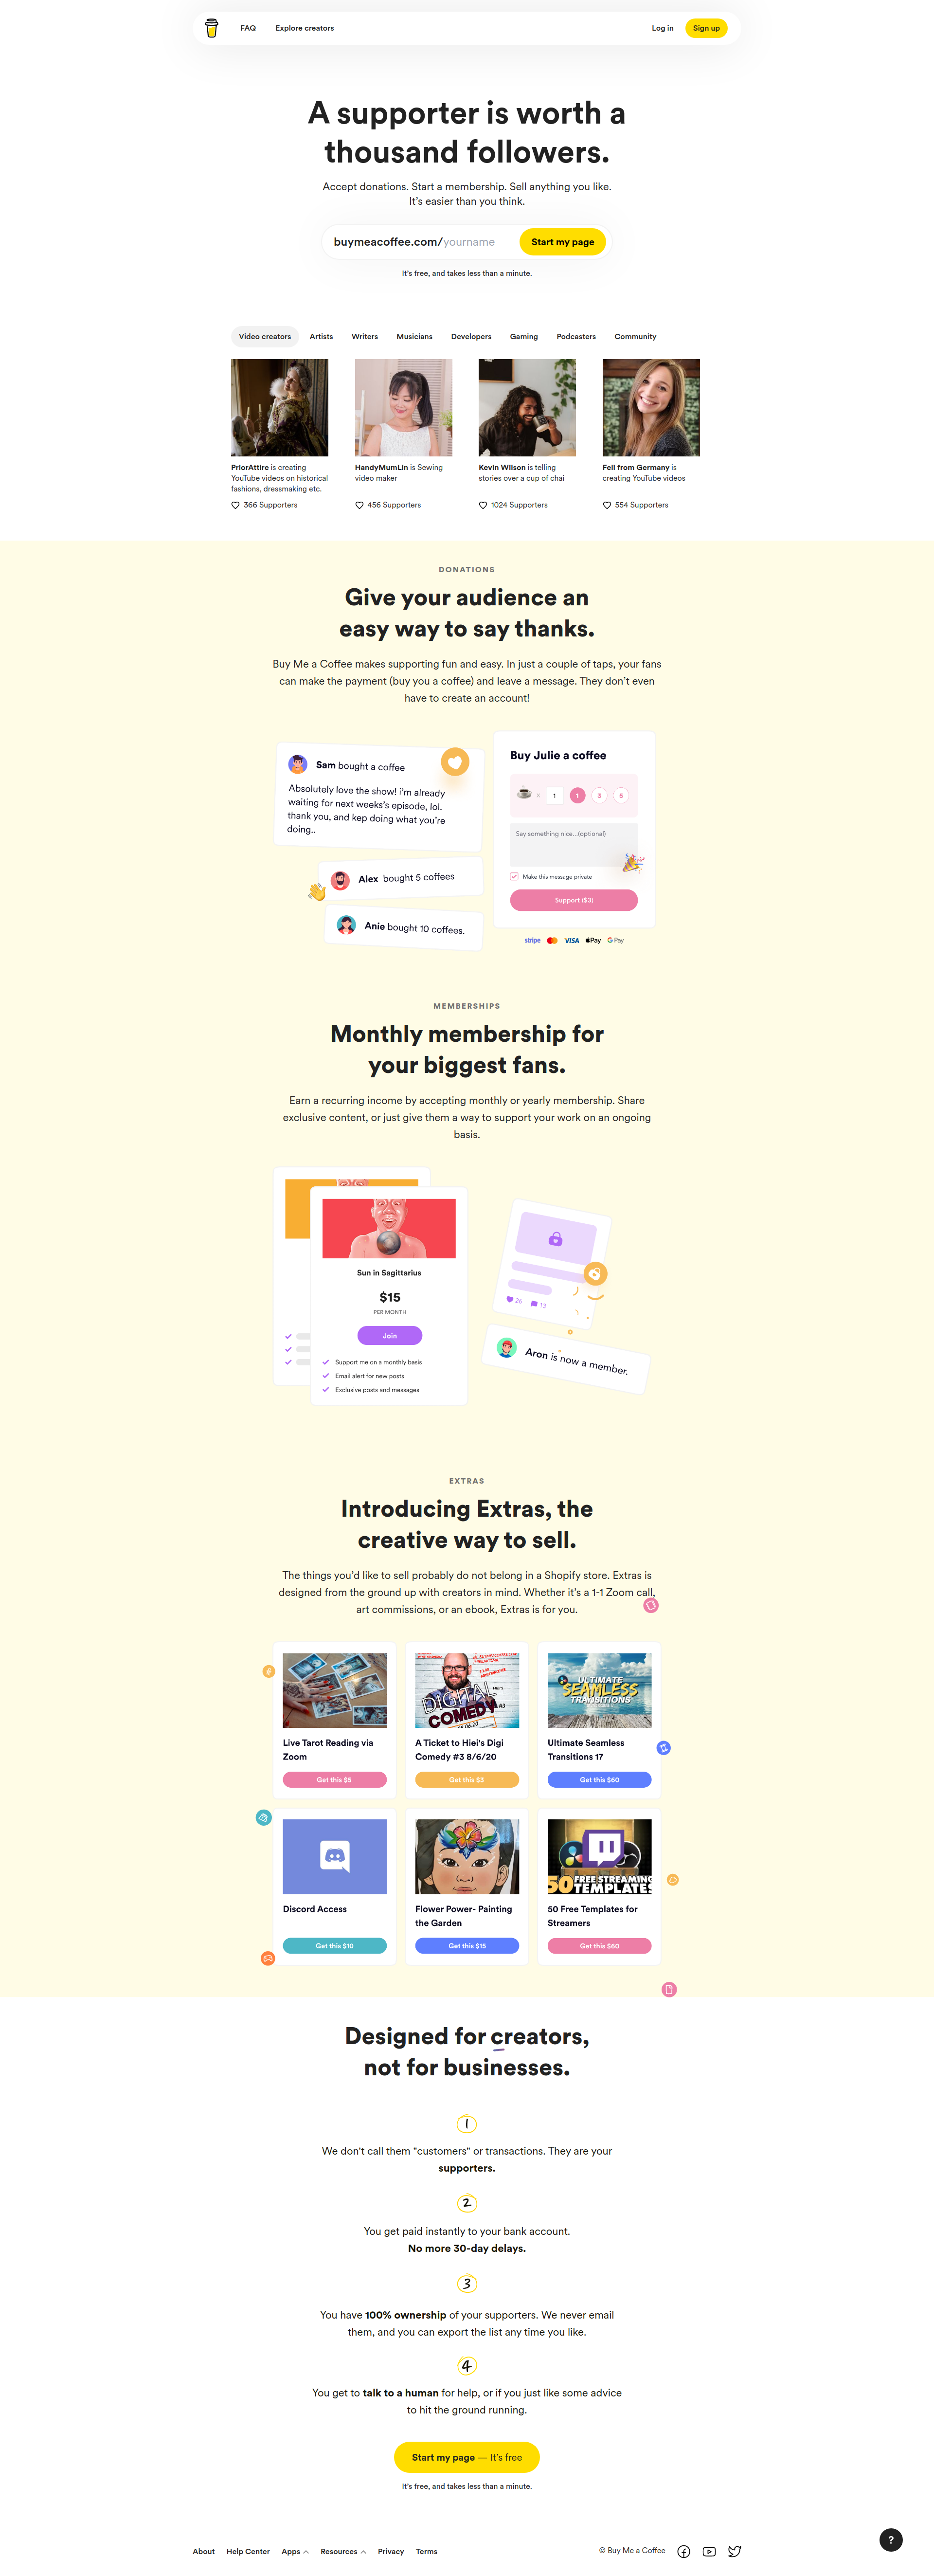 FAQ
Explore creators
Log in
Sign up
A supporter is worth a
thousand followers.
Accept donations. Start a membership. Sell anything you like.
It's easier than you think.
buymeacoffee.com/yourname
Start my page
It's free, and takes less than a minute.
Video creators
Artists
Writers
Musicians
Developers
Gaming
Podcasters
Community
PriorAttire is creating
YouTube videos on historical
fashions, dressmaking etc.
366 Supporters
HandyMumLin is Sewing
video maker
456 Supporters
Kevin Wilson is telling
stories over a cup of chai
1024 Supporters
Feli from Germany is
creating YouTube videos
554 Supporters
DONATIONS
Give your audience an
easy way to say thanks.
Buy Me a Coffee makes supporting fun and easy. In just a couple of taps, your fans
can make the payment (buy you a coffee) and leave a message. They don't even
have to create an account!
Sam bought a coffee
Absolutely love the show! i'm already
waiting for next weeks's episode, lol.
thank you, and kep doing what you're
doing..
Alex bought 5 coffees
Anie bought 10 coffees.
Buy Julie a coffee
x 1 1 3 5
Say something nice...(optional)
Make this message private
Support ($3)
stripe VISA Pay G Pay
MEMBERSHIPS
Monthly membership for
your biggest fans.
Earn a recurring income by accepting monthly or yearly membership. Share
exclusive content, or just give them a way to support your work on an ongoing
basis.
Sun in Sagittarius
$15
PER MONTH
Join
Support me on a monthly basis
Email alert for new posts
Exclusive posts and messages
26 13
Aron is now a member.
EXTRAS
Introducing Extras, the
creative way to sell.
The things you'd like to sell probably do not belong in a Shopify store. Extras is
designed from the ground up with creators in mind. Whether it's a 1-1 Zoom call,
art commissions, or an ebook, Extras is for you.
Live Tarot Reading via
Zoom
Get this $5
DIGITAL
COMEDY #3
A Ticket to Hiei's Digi
Comedy #3 8/6/20
Get this $3
ULTIMATE
SEAMLESS
TRANSITIONS
Ultimate Seamless
Transitions 17
Get this $60
Discord Access
Get this $10
Flower Power- Painting
the Garden
Get this $15
50 FREE STREAMING
TEMPLATES
50 Free Templates for
Streamers
Get this $60
Designed for creators,
not for businesses.
1
We don't call them "customers" or transactions. They are your
supporters.
2
You get paid instantly to your bank account.
No more 30-day delays.
3
You have 100% ownership of your supporters. We never email
them, and you can export the list any time you like.
4
You get to talk to a human for help, or if you just like some advice
to hit the ground running.
Start my page — It's free
It's free, and takes less than a minute.
About
Help Center
Apps
Resources
Privacy
Terms
© Buy Me a Coffee
?